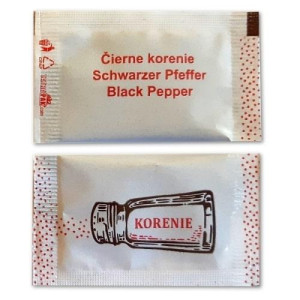 Čierne korenie
Schwarzer Pfeffer
Black Pepper
KORENIE